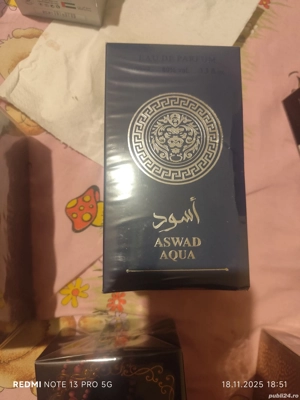 أسود
ASWAD
AQUA
REDMI NOTE 13 PRO 5G
18.11.2025 18:51
publi24.ro